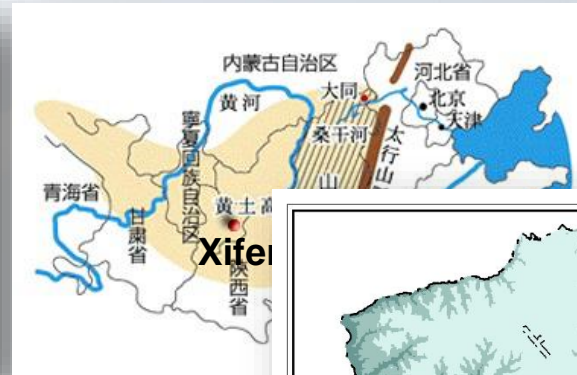 内蒙古自治区
河北省
大同
黄河
北京
天津
桑干河
太行山
宁夏回族自治区
山
青海省
甘肃省
黄土高
Xifen
陕西省